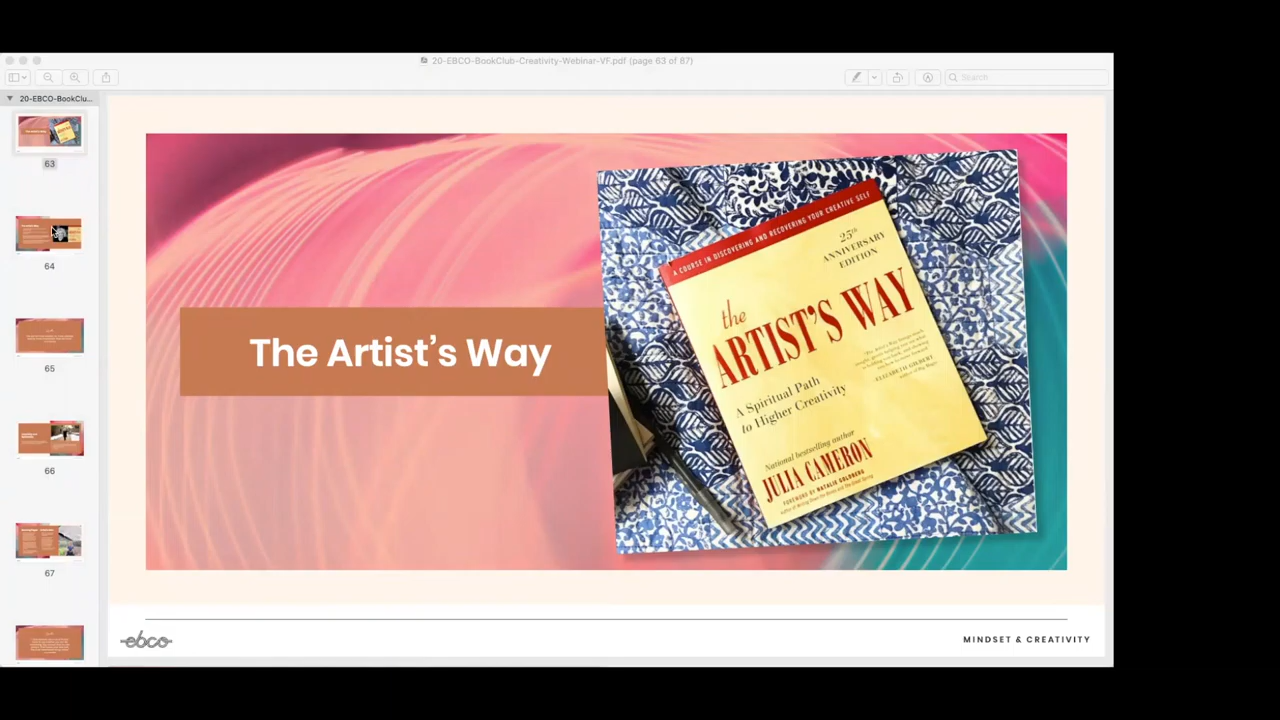 20-EBCO-BookClub-Creativity-Webinar-VF.pdf (page 63 of 87)
Search
20-EBCO-BookClu...
63
64
65
66
67
The Artist's Way
A COURSE IN DISCOVERING AND RECOVERING YOUR CREATIVE SELF
25th
ANNIVERSARY
EDITION
the
ARTIST'S WAY
ELIZABETH GILBERT
A Spiritual Path
to Higher Creativity
National bestselling author
JULIA CAMERON
FOREWORD BY NATALIE GOLDBERG
ebco
MINDSET & CREATIVITY